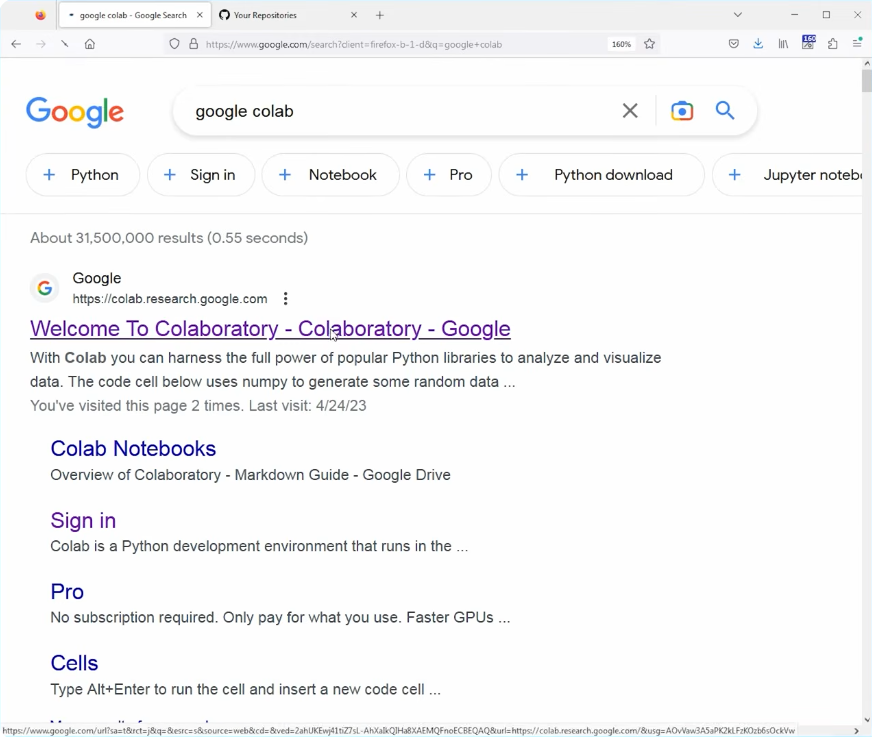 google colab - Google Search
Your Repositories
https://www.google.com/search?client=firefox-b-1-d&q=google+colab
160%
160
Google
google colab
Python
Sign in
Notebook
Pro
Python download
Jupyter noteb
About 31,500,000 results (0.55 seconds)
Google
https://colab.research.google.com
Welcome To Colaboratory - Colaboratory - Google
With Colab you can harness the full power of popular Python libraries to analyze and visualize
data. The code cell below uses numpy to generate some random data ...
You've visited this page 2 times. Last visit: 4/24/23
Colab Notebooks
Overview of Colaboratory - Markdown Guide - Google Drive
Sign in
Colab is a Python development environment that runs in the ...
Pro
No subscription required. Only pay for what you use. Faster GPUs ...
Cells
Type Alt+Enter to run the cell and insert a new code cell ...